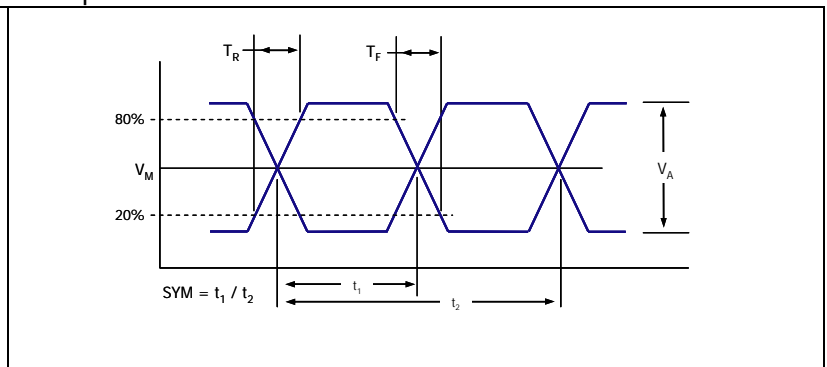 T_R
T_F
80%
V_M
V_A
20%
t_1
SYM = t_1 / t_2
t_2